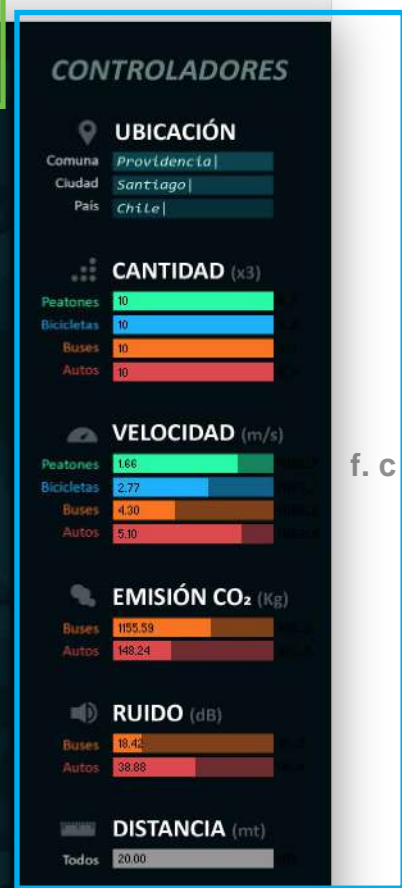 CONTROLADORES
UBICACIÓN
Comuna Providencia|
Ciudad Santiago|
País Chile|
CANTIDAD (x3)
Peatones 10
Bicicletas 10
Buses 10
Autos 10
VELOCIDAD (m/s)
Peatones 1.66
Bicicletas 2.77
Buses 4.30
Autos 5.10
f. c
EMISIÓN CO₂ (Kg)
Buses 1155.59
Autos 148.24
RUIDO (dB)
Buses 18.42
Autos 38.88
DISTANCIA (mt)
Todos 20.00